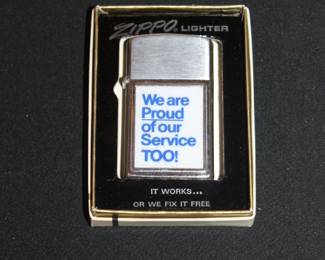 ZIPPO® LIGHTER
We are
Proud
of our
Service
TOO!
IT WORKS...
OR WE FIX IT FREE